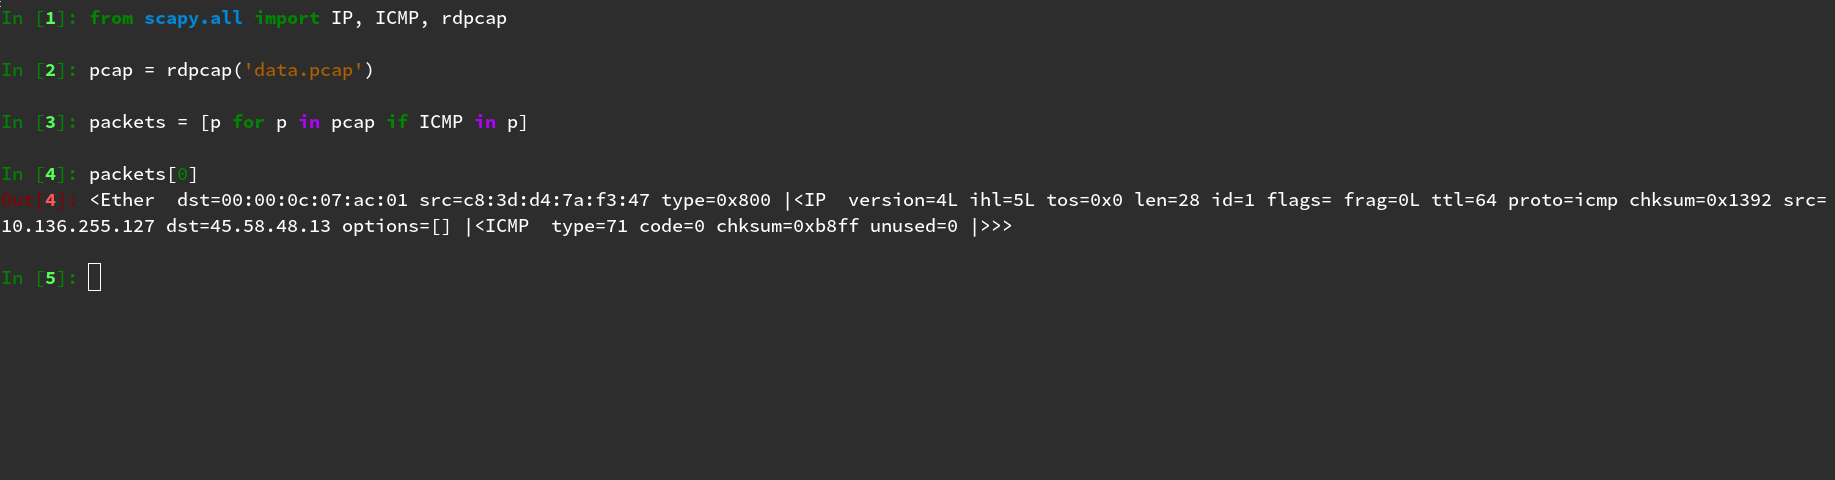 In [1]: from scapy.all import IP, ICMP, rdpcap
In [2]: pcap = rdpcap('data.pcap')
In [3]: packets = [p for p in pcap if ICMP in p]
In [4]: packets[0]
Out[4]: <Ether  dst=00:00:0c:07:ac:01 src=c8:3d:d4:7a:f3:47 type=0x800 |<IP  version=4L ihl=5L tos=0x0 len=28 id=1 flags= frag=0L ttl=64 proto=icmp chksum=0x1392 src=
10.136.255.127 dst=45.58.48.13 options=[] |<ICMP  type=71 code=0 chksum=0xb8ff unused=0 |>>>
In [5]: